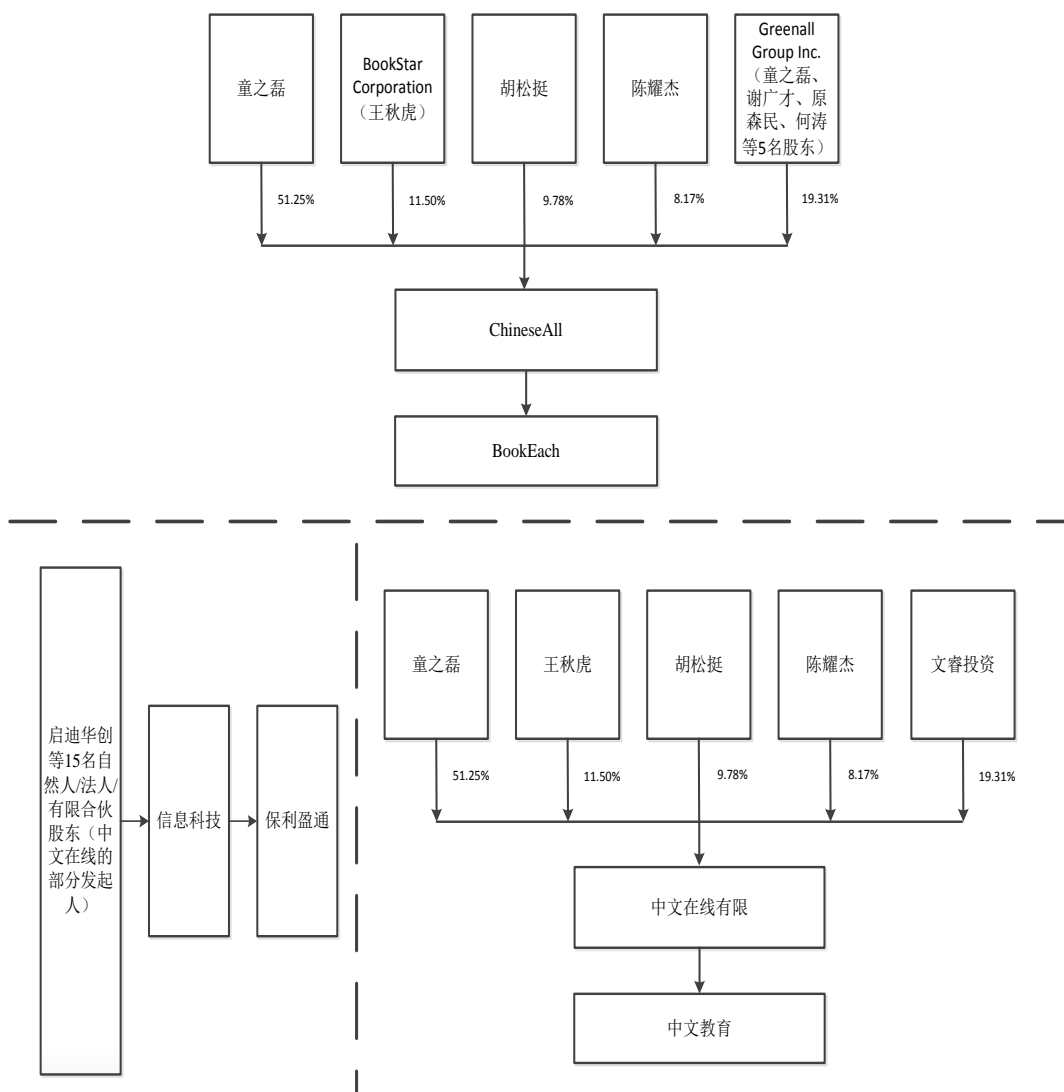 童之磊
BookStar
Corporation
（王秋虎）
胡松挺
陈耀杰
Greenall
Group Inc.
（童之磊、
谢广才、原
森民、何涛
等5名股东）
51.25%
11.50%
9.78%
8.17%
19.31%
ChineseAll
BookEach
启迪华创
等15名自
然人/法人/
有限合伙
股东（中
文在线的
部分发起
人）
信息科技
保利盈通
童之磊
王秋虎
胡松挺
陈耀杰
文睿投资
51.25%
11.50%
9.78%
8.17%
19.31%
中文在线有限
中文教育